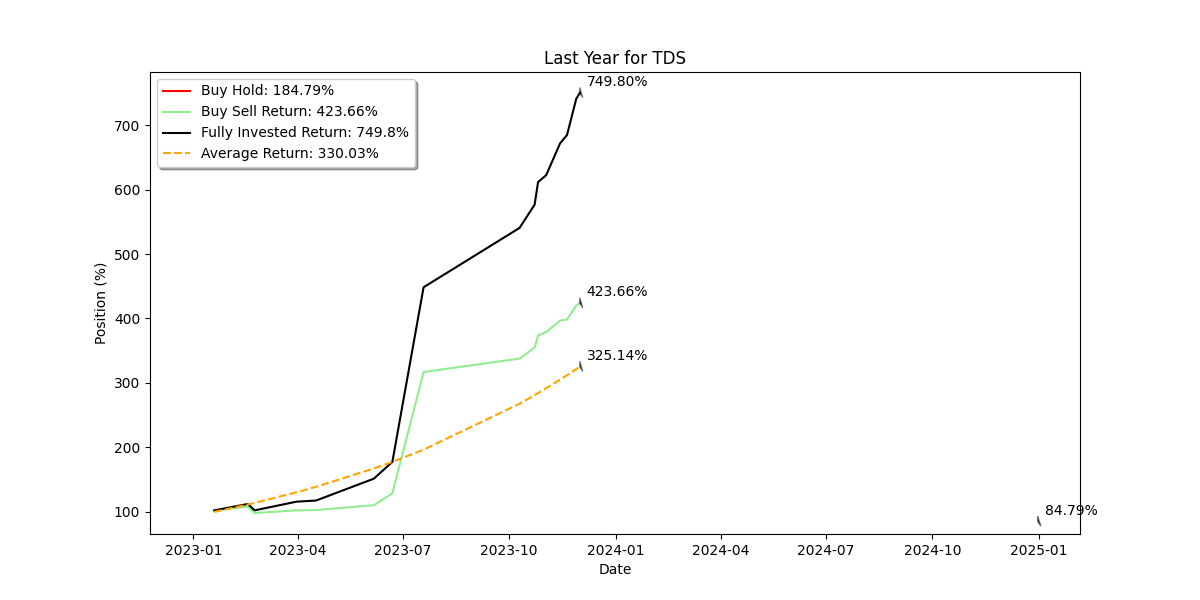 Last Year for TDS
Buy Hold: 184.79%
Buy Sell Return: 423.66%
Fully Invested Return: 749.8%
Average Return: 330.03%
749.80%
423.66%
325.14%
84.79%
Position (%)
700
600
500
400
300
200
100
2023-01 2023-04 2023-07 2023-10 2024-01 2024-04 2024-07 2024-10 2025-01
Date